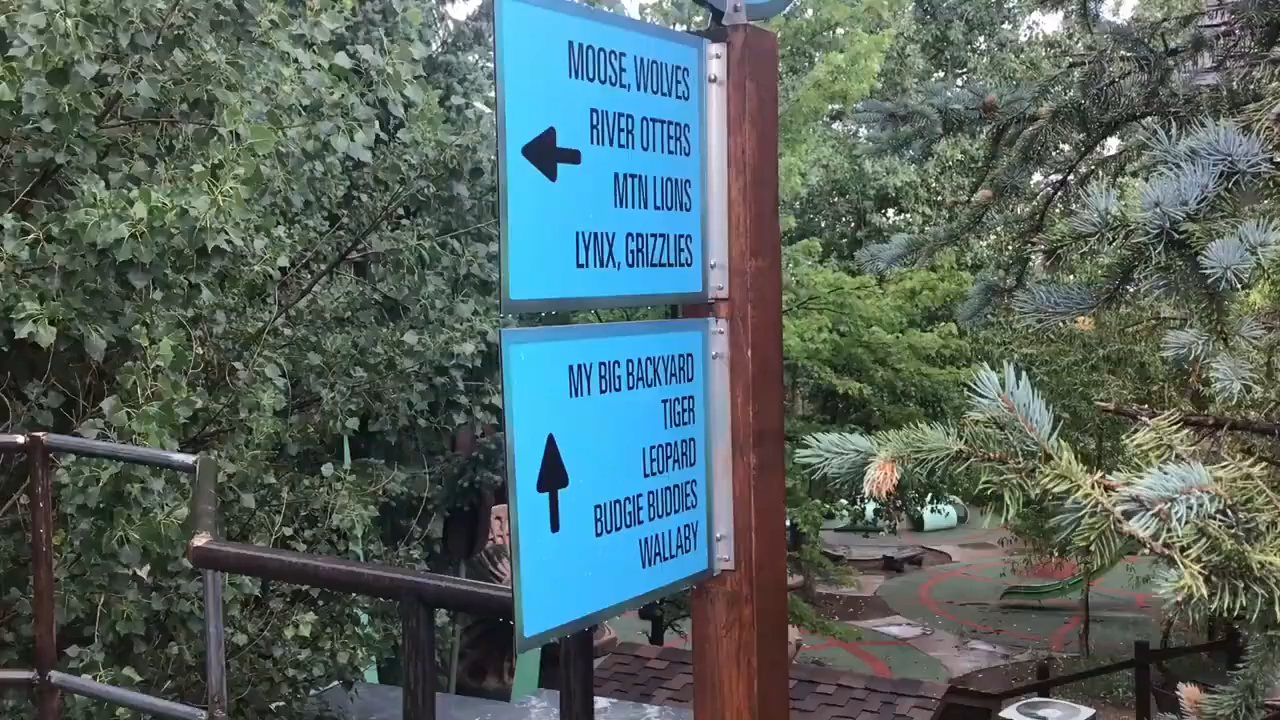 MOOSE, WOLVES
RIVER OTTERS
MTN LIONS
LYNX, GRIZZLIES
MY BIG BACKYARD
TIGER
LEOPARD
BUDGIE BUDDIES
WALLABY